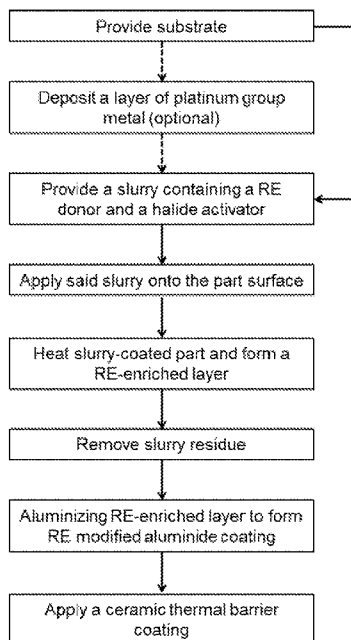 Provide substrate
Deposit a layer of platinum group
metal (optional)
Provide a slurry containing a RE
donor and a halide activator
Apply said slurry onto the part surface
Heat slurry-coated part and form a
RE-enriched layer
Remove slurry residue
Aluminizing RE-enriched layer to form
RE modified aluminide coating
Apply a ceramic thermal barrier
coating